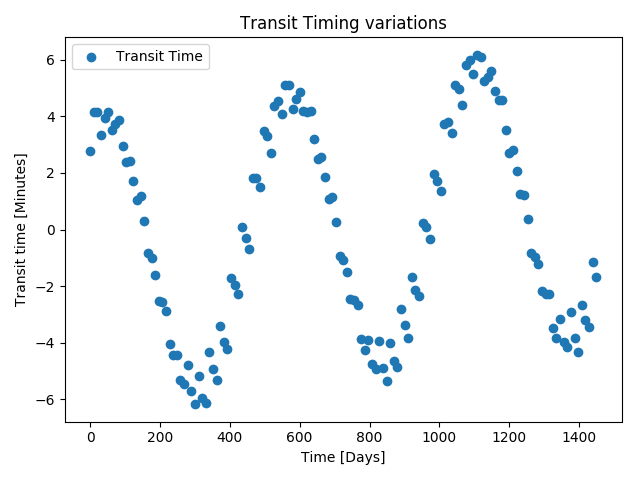 Transit Timing variations
Transit Time
Transit time [Minutes]
6
4
2
0
−2
−4
−6
0 200 400 600 800 1000 1200 1400
Time [Days]